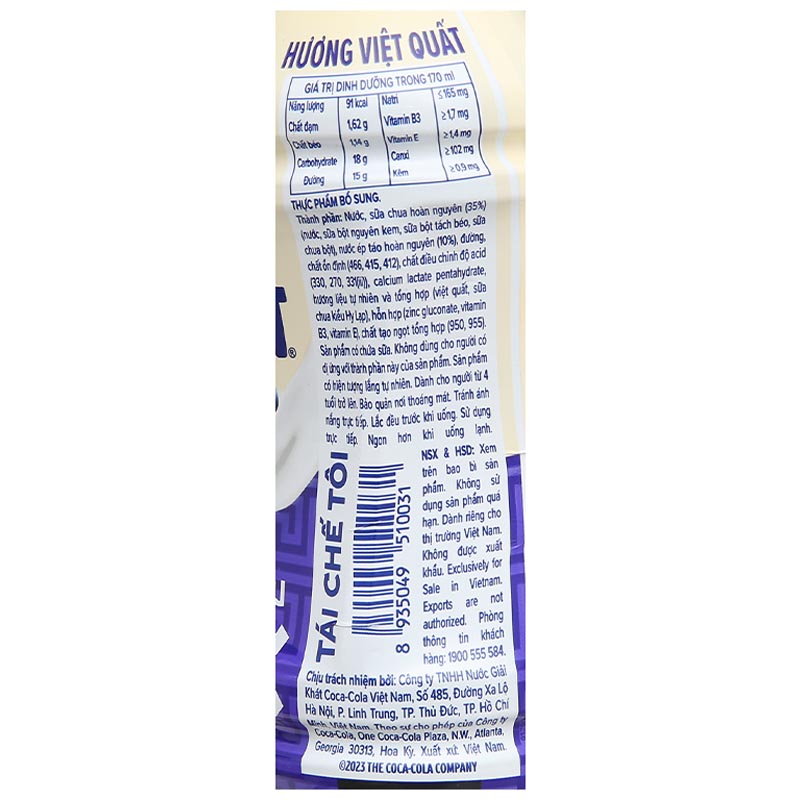 HƯƠNG VIỆT QUẤT
GIÁ TRỊ DINH DƯỠNG TRONG 170 ml
Năng lượng 91 kcal Natri ≤165 mg
Chất đạm 1,62 g Vitamin B3 ≥1,7 mg
Chất béo 1,14 g Vitamin E ≥1,4 mg
Carbohydrate 18 g Canxi ≥102 mg
Đường 15 g Kẽm ≥0,9 mg
THỰC PHẨM BỔ SUNG.
Thành phần: Nước, sữa chua hoàn nguyên (35%)
(nước, sữa bột nguyên kem, sữa bột tách béo, sữa
chua bột), nước ép táo hoàn nguyên (10%), đường,
chất ổn định (466, 415, 412), chất điều chỉnh độ acid
(330, 270, 331(iii)), calcium lactate pentahydrate,
hương liệu tự nhiên và tổng hợp (việt quất, sữa
chua kiểu Hy Lạp), hỗn hợp (zinc gluconate, vitamin
B3, vitamin E), chất tạo ngọt tổng hợp (950, 955).
Sản phẩm có chứa sữa. Không dùng cho người có
dị ứng với thành phần này của sản phẩm. Sản phẩm
có hiện tượng lắng tự nhiên. Dành cho người từ 4
tuổi trở lên. Bảo quản nơi thoáng mát. Tránh ánh
nắng trực tiếp. Lắc đều trước khi uống. Sử dụng
trực tiếp. Ngon hơn khi uống lạnh.
TÁI CHẾ TÔI
8 935049 510031
NSX & HSD: Xem
trên bao bì sản
phẩm. Không sử
dụng sản phẩm quá
hạn. Dành riêng cho
thị trường Việt Nam.
Không được xuất
khẩu. Exclusively for
Sale in Vietnam.
Exports are not
authorized. Phòng
thông tin khách
hàng: 1900 555 584.
Chịu trách nhiệm bởi: Công ty TNHH Nước Giải
Khát Coca-Cola Việt Nam, Số 485, Đường Xa Lộ
Hà Nội, P. Linh Trung, TP. Thủ Đức, TP. Hồ Chí
Minh, Việt Nam. Theo sự cho phép của Công ty
Coca-Cola, One Coca-Cola Plaza, N.W., Atlanta,
Georgia 30313, Hoa Kỳ. Xuất xứ: Việt Nam.
©2023 THE COCA-COLA COMPANY